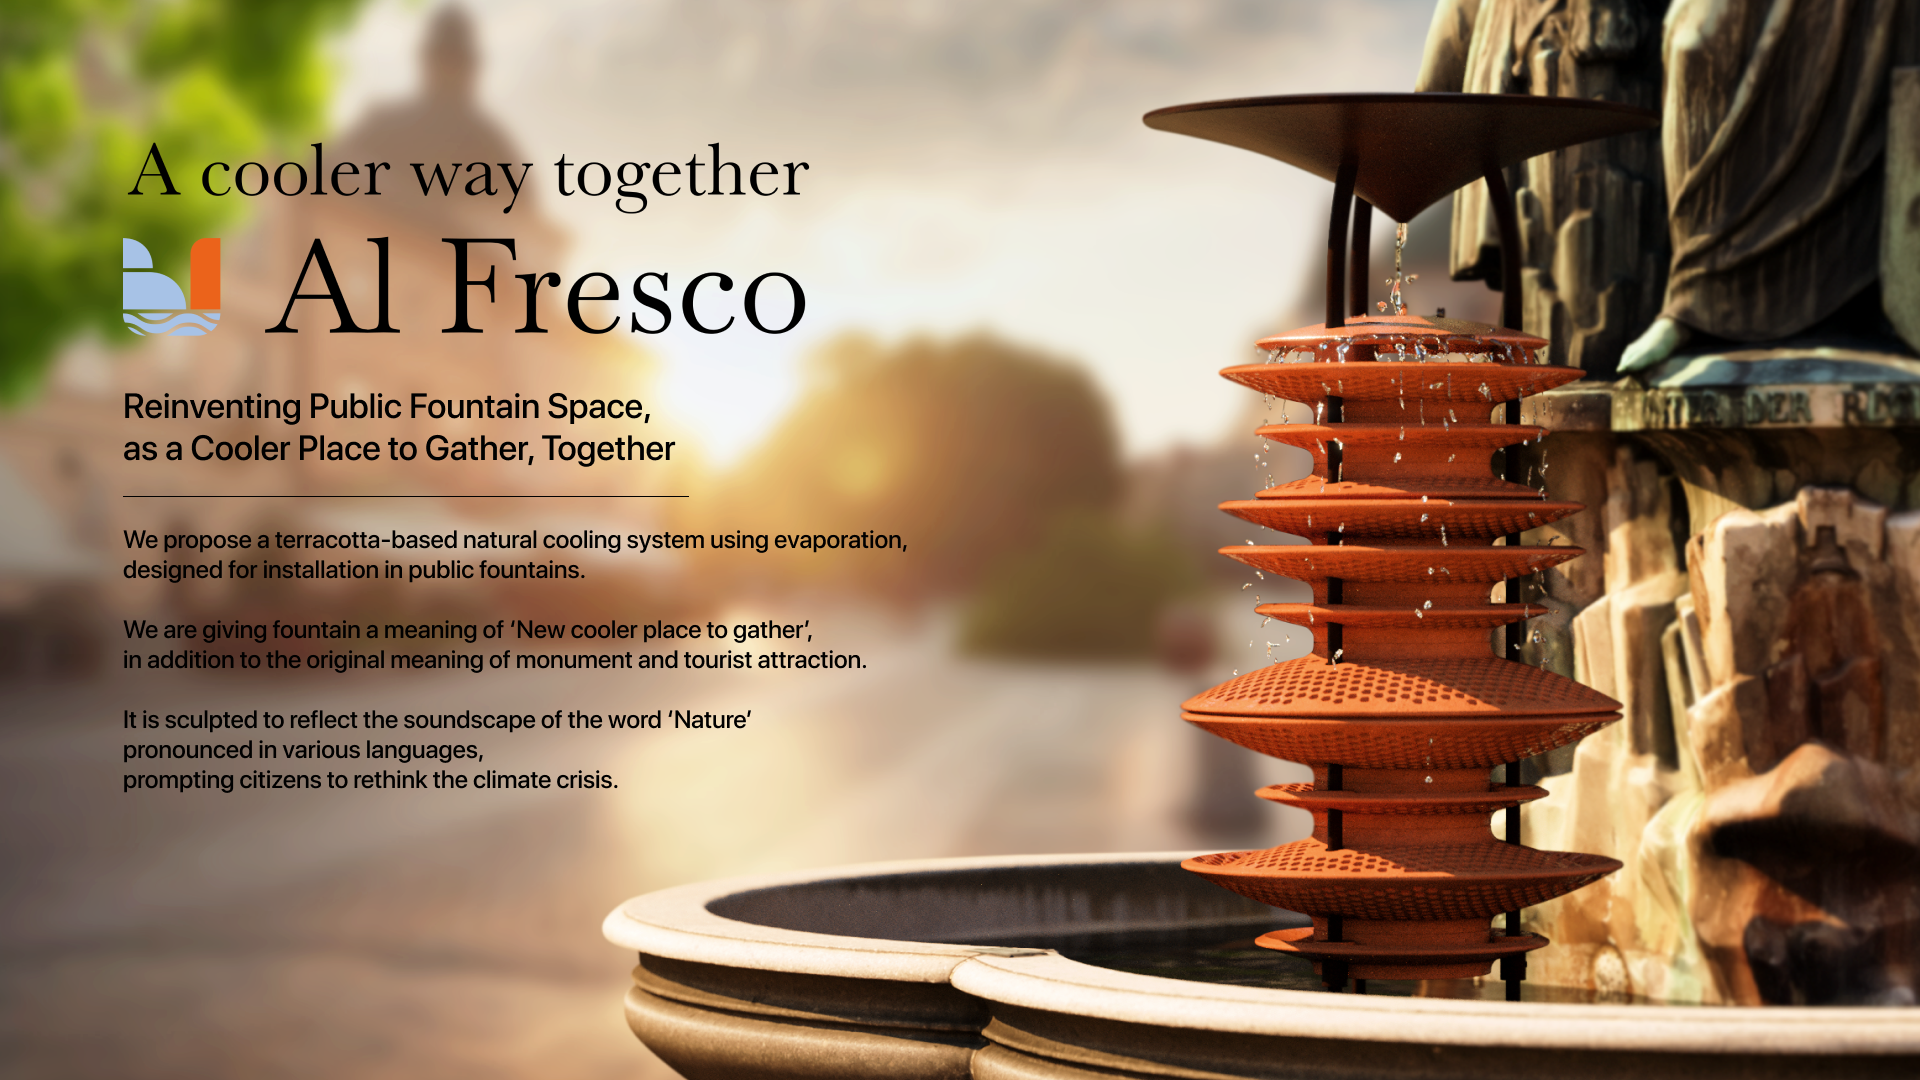 A cooler way together
Al Fresco
Reinventing Public Fountain Space,
as a Cooler Place to Gather, Together
We propose a terracotta-based natural cooling system using evaporation,
designed for installation in public fountains.
We are giving fountain a meaning of ‘New cooler place to gather’,
in addition to the original meaning of monument and tourist attraction.
It is sculpted to reflect the soundscape of the word ‘Nature’
pronounced in various languages,
prompting citizens to rethink the climate crisis.